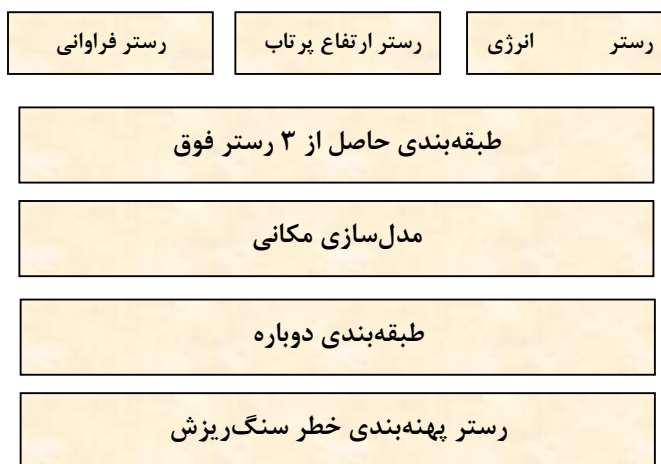 رستر انرژی
رستر ارتفاع پرتاب
رستر فراوانی
طبقه‌بندی حاصل از ۳ رستر فوق
مدل‌سازی مکانی
طبقه‌بندی دوباره
رستر پهنه‌بندی خطر سنگ‌ریزش